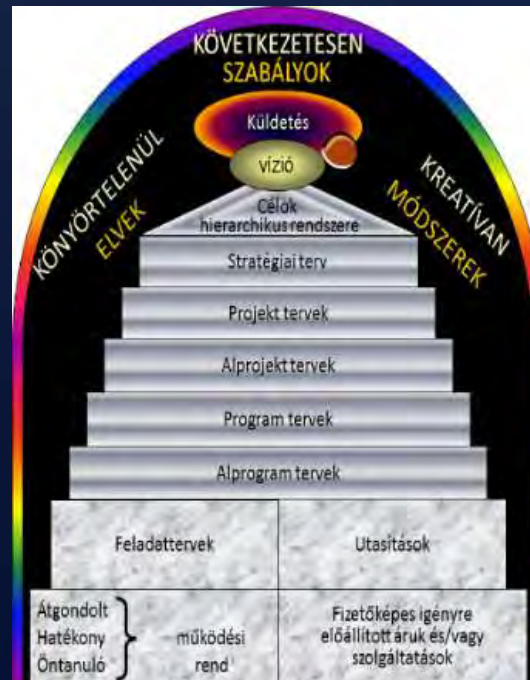 KÖVETKEZETESEN
SZABÁLYOK
KÖNYÖRTELENÜL
ELVEK
KREATÍVAN
MÓDSZEREK
Küldetés
vízió
Célok
hierarchikus rendszere
Stratégiai terv
Projekt tervek
Alprojekt tervek
Program tervek
Alprogram tervek
Feladattervek
Utasítások
Átgondolt
Hatékony
Öntanuló
működési
rend
Fizetőképes igényre
előállított áruk és/vagy
szolgáltatások